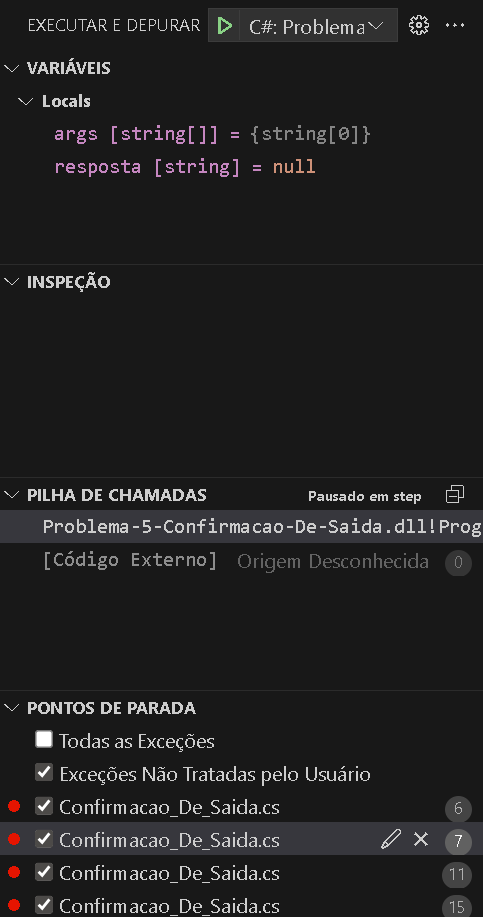 EXECUTAR E DEPURAR C#: Problema
VARIÁVEIS
Locals
args [string[]] = {string[0]}
resposta [string] = null
INSPEÇÃO
PILHA DE CHAMADAS Pausado em step
Problema-5-Confirmacao-De-Saida.dll!Prog
[Código Externo] Origem Desconhecida 0
PONTOS DE PARADA
Todas as Exceções
Exceções Não Tratadas pelo Usuário
Confirmacao_De_Saida.cs 6
Confirmacao_De_Saida.cs 7
Confirmacao_De_Saida.cs 11
Confirmacao_De_Saida.cs 15